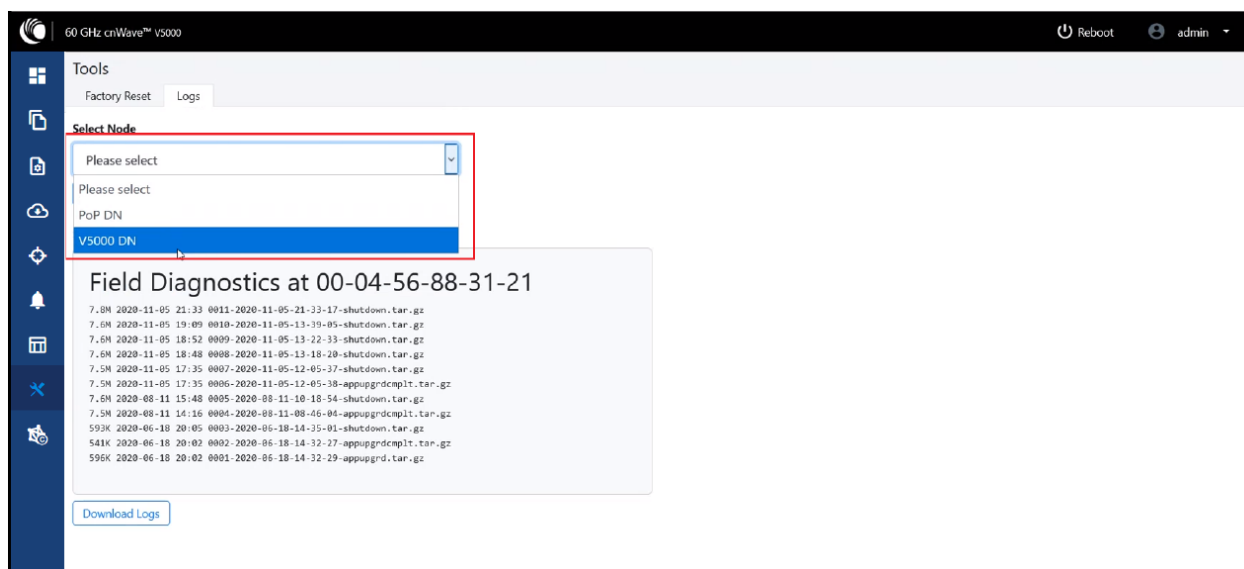 60 GHz cnWave™ V5000
Reboot
admin
Tools
Factory Reset
Logs
Select Node
Please select
Please select
PoP DN
V5000 DN
Field Diagnostics at 00-04-56-88-31-21
7.8M 2020-11-05 21:33 0011-2020-11-05-21-33-17-shutdown.tar.gz
7.6M 2020-11-05 19:09 0010-2020-11-05-13-39-05-shutdown.tar.gz
7.6M 2020-11-05 18:52 0009-2020-11-05-13-22-33-shutdown.tar.gz
7.6M 2020-11-05 18:48 0008-2020-11-05-13-18-20-shutdown.tar.gz
7.5M 2020-11-05 17:35 0007-2020-11-05-12-05-37-shutdown.tar.gz
7.5M 2020-11-05 17:35 0006-2020-11-05-12-05-38-appupgrdcmplt.tar.gz
7.6M 2020-08-11 15:48 0005-2020-08-11-10-18-54-shutdown.tar.gz
7.5M 2020-08-11 14:16 0004-2020-08-11-08-46-04-appupgrdcmplt.tar.gz
593K 2020-06-18 20:05 0003-2020-06-18-14-35-01-shutdown.tar.gz
541K 2020-06-18 20:02 0002-2020-06-18-14-32-27-appupgrdcmplt.tar.gz
596K 2020-06-18 20:02 0001-2020-06-18-14-32-29-appupgrd.tar.gz
Download Logs